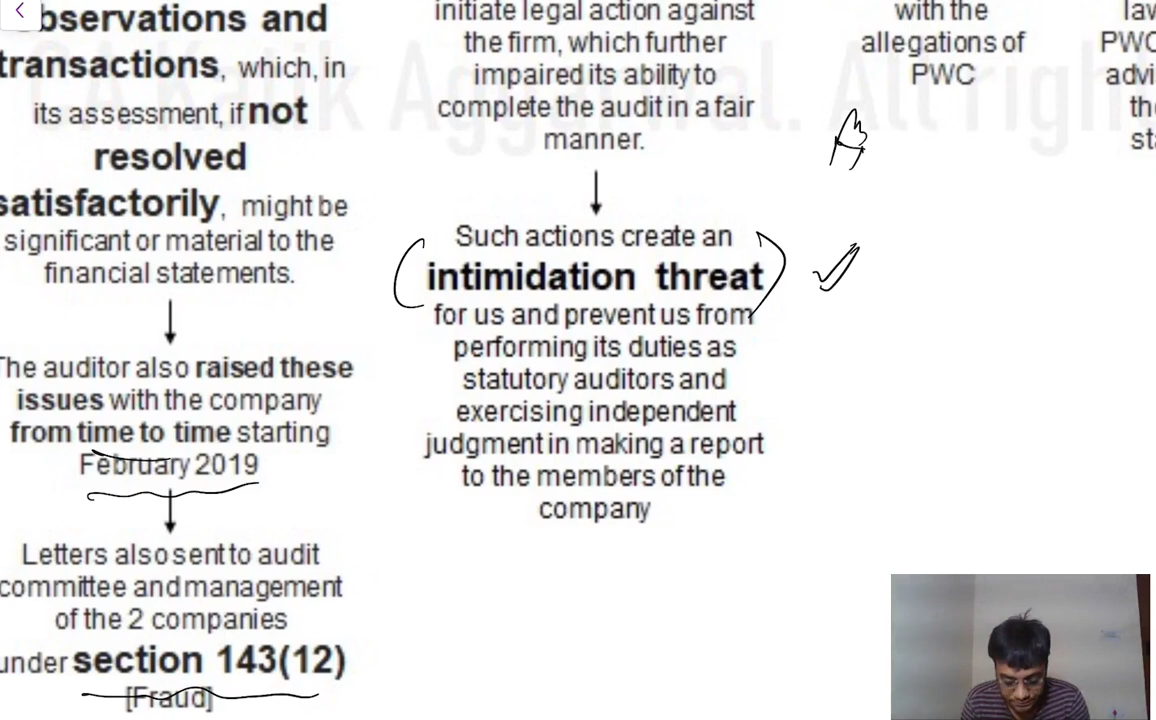 bservations and
transactions, which, in
its assessment, if not
resolved
satisfactorily, might be
significant or material to the
financial statements.
The auditor also raised these
issues with the company
from time to time starting
February 2019
Letters also sent to audit
committee and management
of the 2 companies
under section 143(12)
[Fraud]
initiate legal action against
the firm, which further
impaired its ability to
complete the audit in a fair
manner.
Such actions create an
intimidation threat
for us and prevent us from
performing its duties as
statutory auditors and
exercising independent
judgment in making a report
to the members of the
company
with the
allegations of
PWC
law
PWC
advi
the
sta
Aggarwal. All right